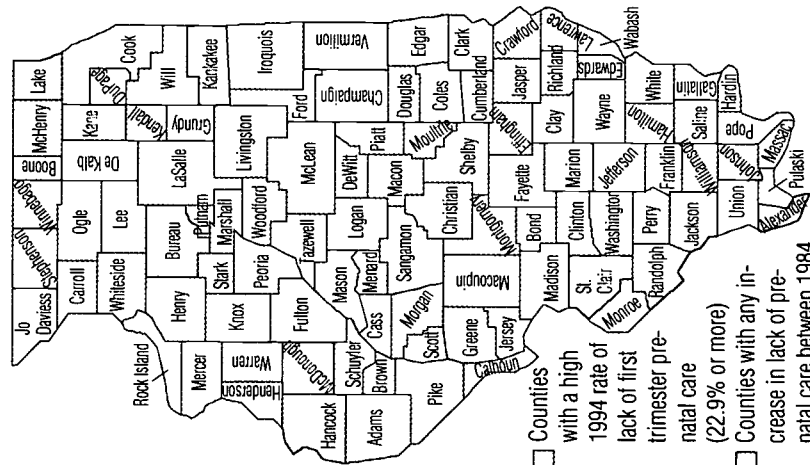 Jo
Daviess
Stephenson
Winnebago
Boone
McHenry
Lake
Carroll
Ogle
De Kalb
Kane
DuPage
Cook
Whiteside
Lee
Kendall
Will
Rock Island
Henry
Bureau
LaSalle
Grundy
Kankakee
Mercer
Putnam
Knox
Stark
Marshall
Livingston
Iroquois
Henderson
Warren
Peoria
Woodford
Ford
Hancock
McDonough
Fulton
Tazewell
McLean
Vermilion
Schuyler
Mason
Logan
DeWitt
Champaign
Adams
Brown
Cass
Menard
Macon
Piatt
Douglas
Edgar
Pike
Scott
Morgan
Sangamon
Christian
Moultrie
Coles
Clark
Calhoun
Greene
Jersey
Macoupin
Montgomery
Shelby
Cumberland
Effingham
Jasper
Crawford
Madison
Bond
Fayette
Clay
Richland
Lawrence
Wabash
St.
Clair
Clinton
Marion
Wayne
Edwards
Monroe
Washington
Jefferson
White
Randolph
Perry
Franklin
Hamilton
Jackson
Williamson
Saline
Gallatin
Union
Johnson
Pope
Hardin
Alexander
Pulaski
Massac
Counties
with a high
1994 rate of
lack of first
trimester pre-
natal care
(22.9% or more)
Counties with any in-
crease in lack of pre-
natal care between 1984